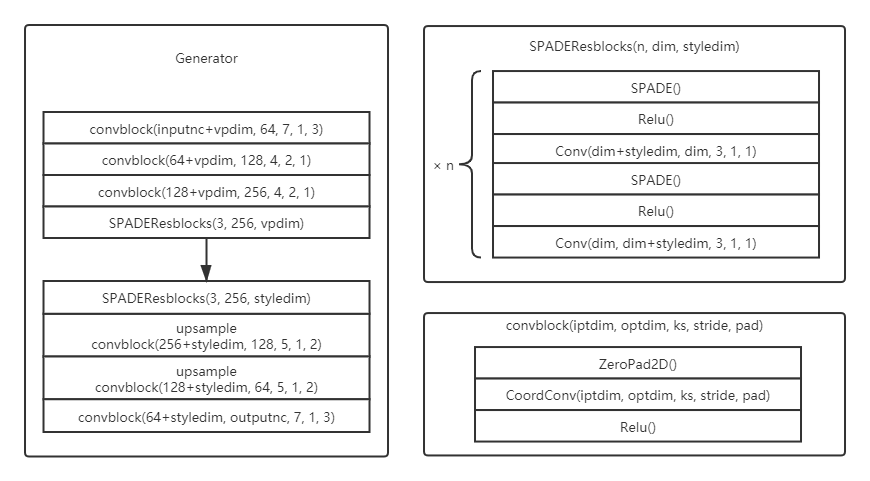 Generator
convblock(inputnc+vpdim, 64, 7, 1, 3)
convblock(64+vpdim, 128, 4, 2, 1)
convblock(128+vpdim, 256, 4, 2, 1)
SPADEResblocks(3, 256, vpdim)
SPADEResblocks(3, 256, styledim)
upsample
convblock(256+styledim, 128, 5, 1, 2)
upsample
convblock(128+styledim, 64, 5, 1, 2)
convblock(64+styledim, outputnc, 7, 1, 3)
SPADEResblocks(n, dim, styledim)
× n
SPADE()
Relu()
Conv(dim+styledim, dim, 3, 1, 1)
SPADE()
Relu()
Conv(dim, dim+styledim, 3, 1, 1)
convblock(iptdim, optdim, ks, stride, pad)
ZeroPad2D()
CoordConv(iptdim, optdim, ks, stride, pad)
Relu()